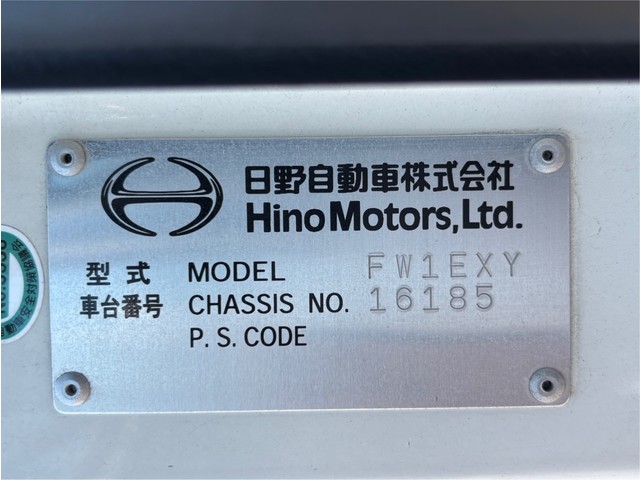 日野自動車株式会社
Hino Motors, Ltd.
型式 MODEL FW1EXY
車台番号 CHASSIS NO. 16185
P. S. CODE